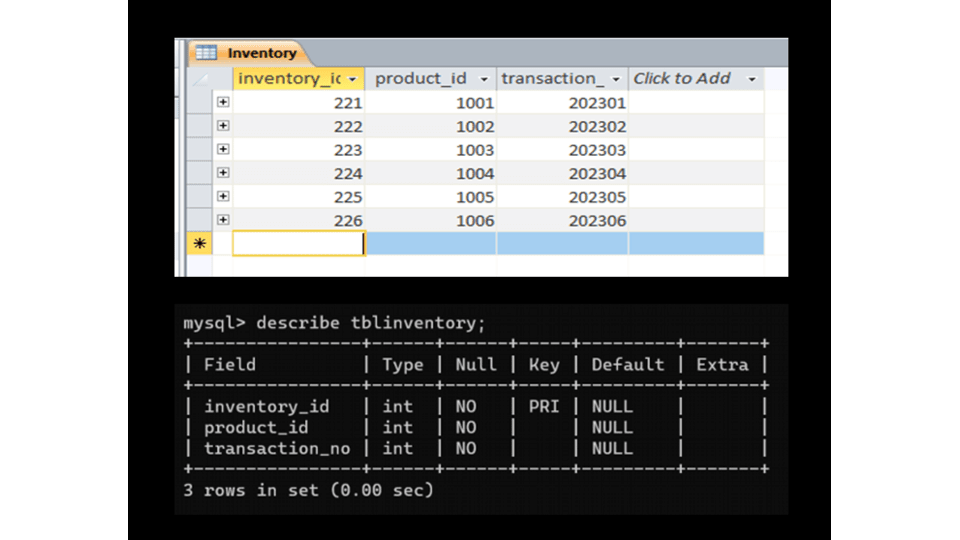 Inventory
inventory_ic product_id transaction_ Click to Add
221 1001 202301
222 1002 202302
223 1003 202303
224 1004 202304
225 1005 202305
226 1006 202306
mysql> describe tblinventory;
+----------------+------+------+-----+---------+-------+
| Field | Type | Null | Key | Default | Extra |
+----------------+------+------+-----+---------+-------+
| inventory_id | int | NO | PRI | NULL | |
| product_id | int | NO | | NULL | |
| transaction_no | int | NO | | NULL | |
+----------------+------+------+-----+---------+-------+
3 rows in set (0.00 sec)